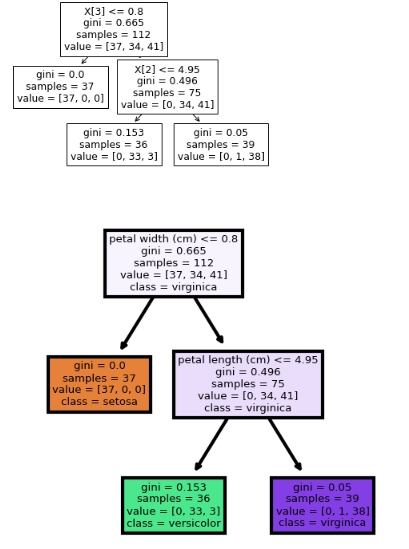 X[3] <= 0.8
gini = 0.665
samples = 112
value = [37, 34, 41]
gini = 0.0
samples = 37
value = [37, 0, 0]
X[2] <= 4.95
gini = 0.496
samples = 75
value = [0, 34, 41]
gini = 0.153
samples = 36
value = [0, 33, 3]
gini = 0.05
samples = 39
value = [0, 1, 38]
petal width (cm) <= 0.8
gini = 0.665
samples = 112
value = [37, 34, 41]
class = virginica
gini = 0.0
samples = 37
value = [37, 0, 0]
class = setosa
petal length (cm) <= 4.95
gini = 0.496
samples = 75
value = [0, 34, 41]
class = virginica
gini = 0.153
samples = 36
value = [0, 33, 3]
class = versicolor
gini = 0.05
samples = 39
value = [0, 1, 38]
class = virginica